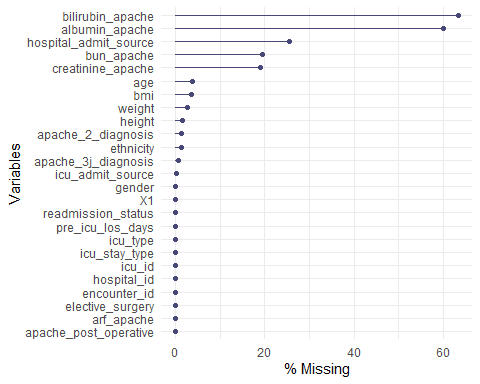 bilirubin_apache
albumin_apache
hospital_admit_source
bun_apache
creatinine_apache
age
bmi
weight
height
apache_2_diagnosis
ethnicity
apache_3j_diagnosis
icu_admit_source
gender
X1
readmission_status
pre_icu_los_days
icu_type
icu_stay_type
icu_id
hospital_id
encounter_id
elective_surgery
arf_apache
apache_post_operative
Variables
0 20 40 60
% Missing